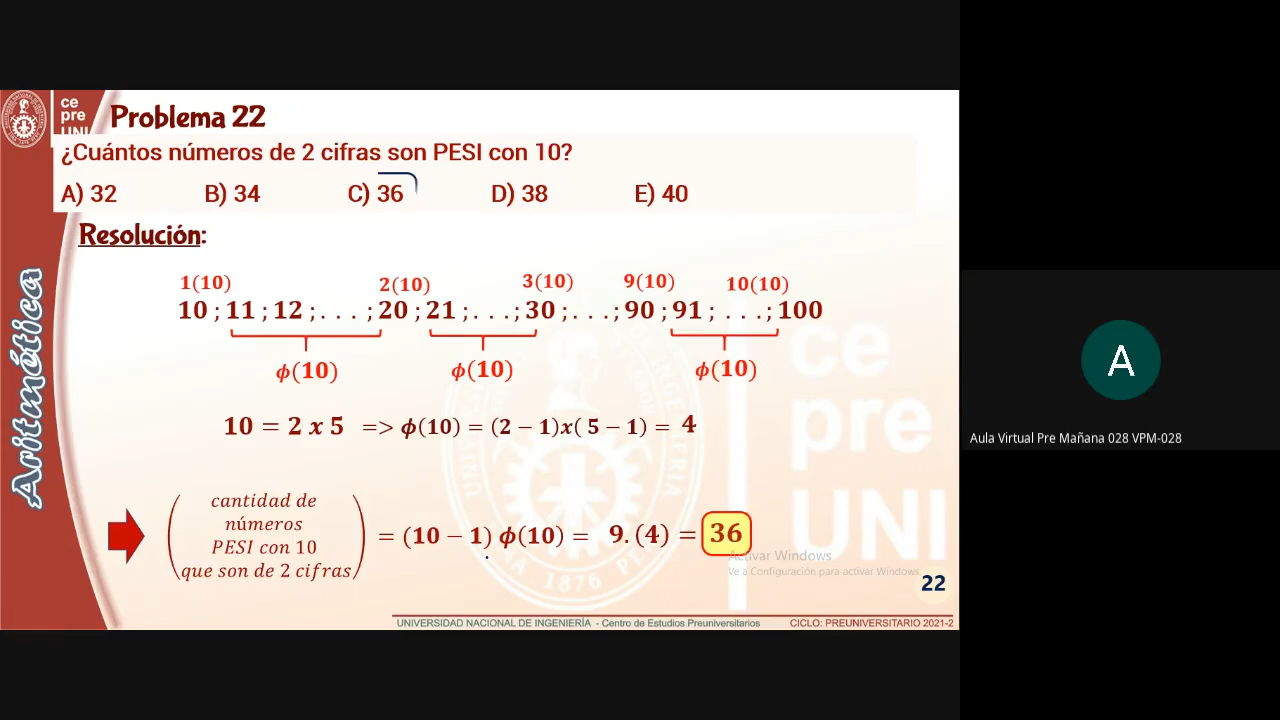 ce
pre
UNI
Problema 22
¿Cuántos números de 2 cifras son PESI con 10?
A) 32 B) 34 C) 36 D) 38 E) 40
Resolución:
1(10) 2(10) 3(10) 9(10) 10(10)
10 ; 11 ; 12 ; . . . ; 20 ; 21 ; . . . ; 30 ; . . . ; 90 ; 91 ; . . . ; 100
ϕ(10) ϕ(10) ϕ(10)
10 = 2 x 5 => ϕ(10) = (2 − 1)x( 5 − 1) = 4
cantidad de
números
PESI con 10
que son de 2 cifras
= (10 − 1) ϕ(10) = 9. (4) = 36
Aritmética
ce
pre
UNI
1876
Activar Windows
Ve a Configuración para activar Windows.
22
UNIVERSIDAD NACIONAL DE INGENIERÍA - Centro de Estudios Preuniversitarios CICLO: PREUNIVERSITARIO 2021-2
A
Aula Virtual Pre Mañana 028 VPM-028